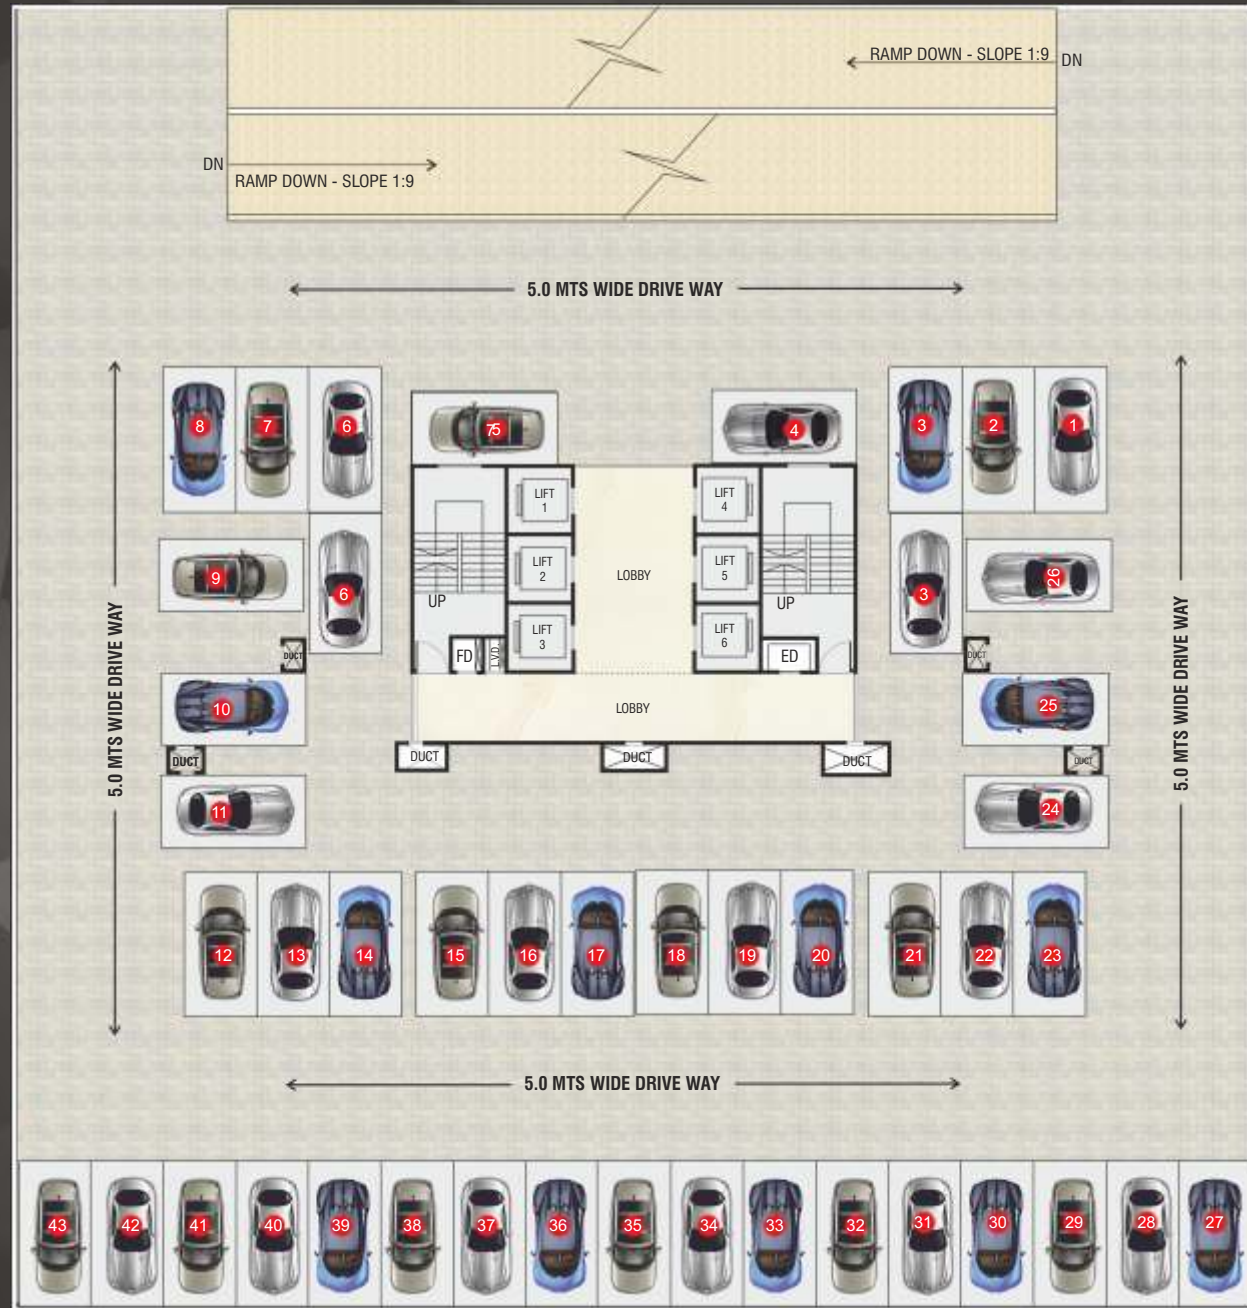 RAMP DOWN - SLOPE 1:9 DN
DN
RAMP DOWN - SLOPE 1:9
5.0 MTS WIDE DRIVE WAY
8 7 6
75
4
3 2 1
LIFT
1
LIFT
4
9
6
LIFT
2
LOBBY
LIFT
5
3
26
UP
UP
5.0 MTS WIDE DRIVE WAY
5.0 MTS WIDE DRIVE WAY
LIFT
3
LIFT
6
DUCT
FD
LVD
ED
DUCT
10
LOBBY
25
DUCT
DUCT
DUCT
DUCT
DUCT
11
24
12 13 14 15 16 17 18 19 20 21 22 23
5.0 MTS WIDE DRIVE WAY
43 42 41 40 39 38 37 36 35 34 33 32 31 30 29 28 27